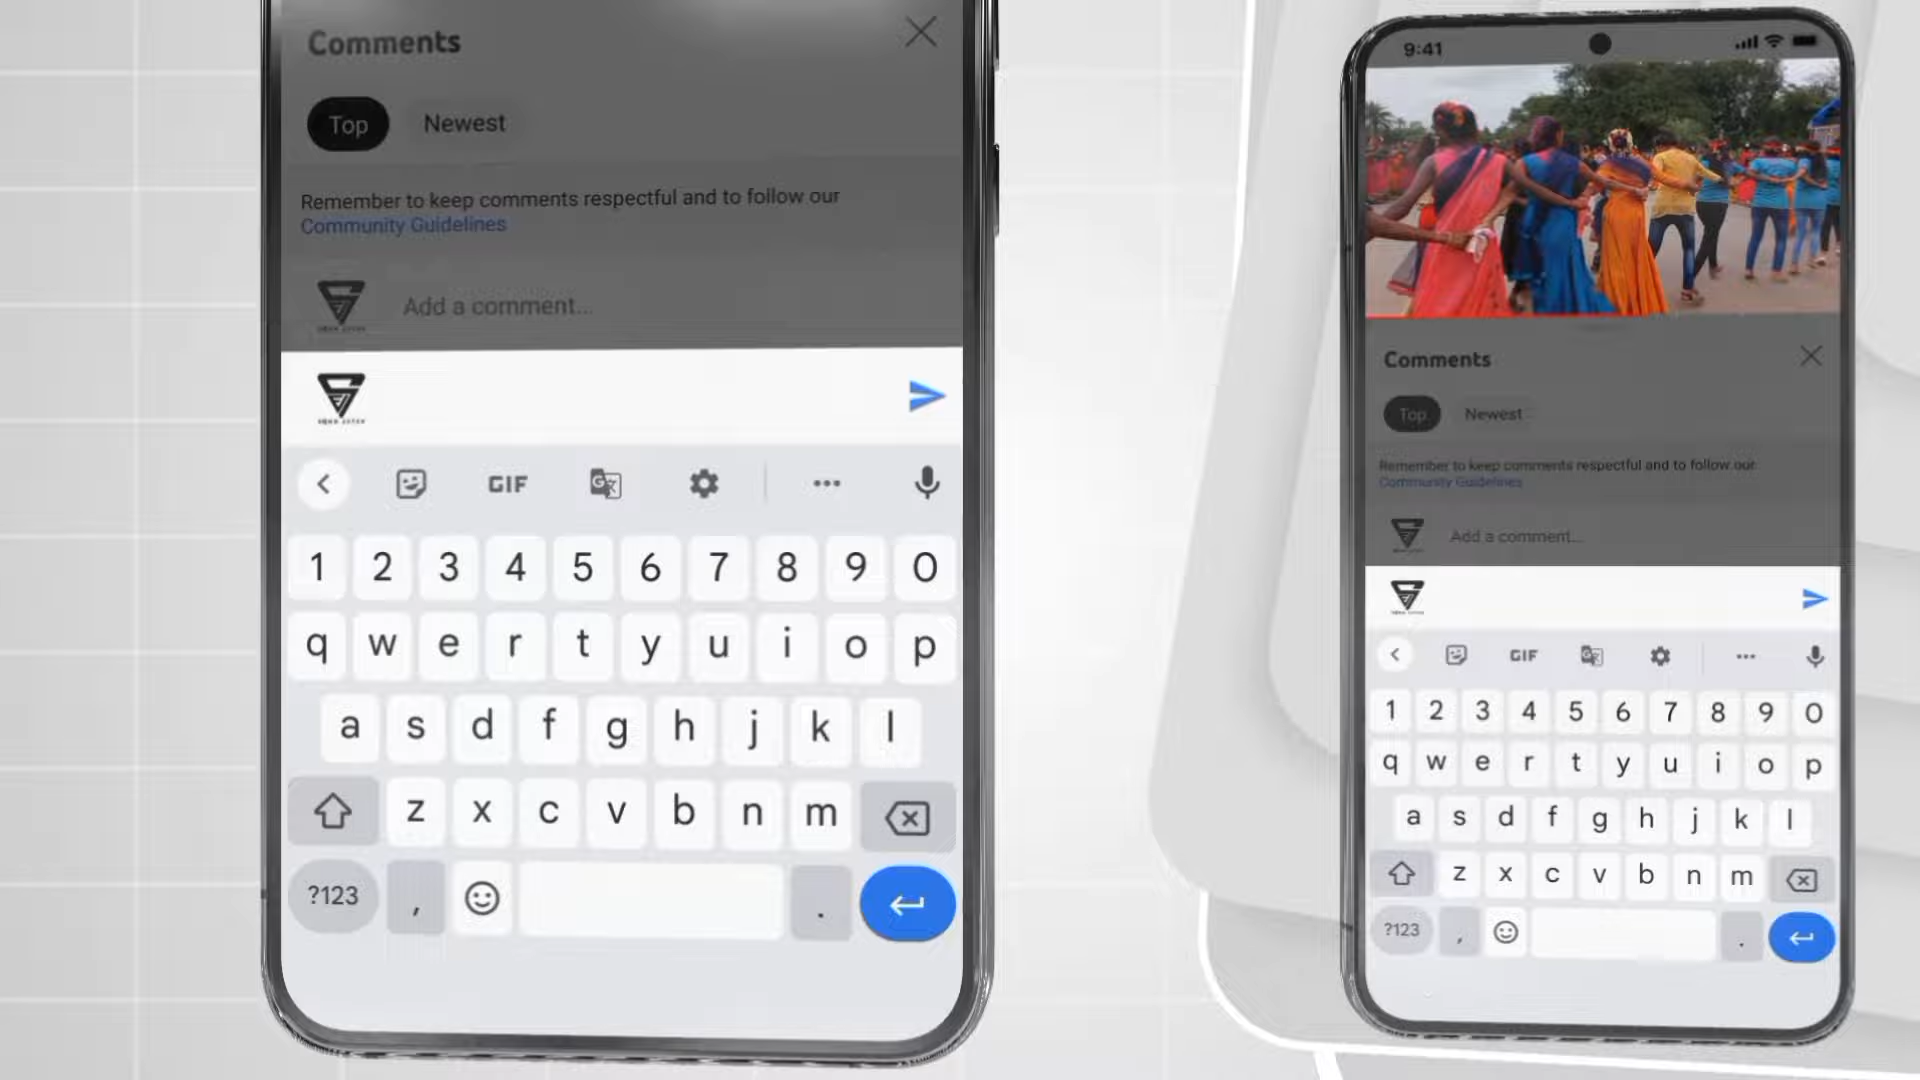 Comments
Top
Newest
Remember to keep comments respectful and to follow our
Community Guidelines
Add a comment...
GIF
1 2 3 4 5 6 7 8 9 0
q w e r t y u i o p
a s d f g h j k l
z x c v b n m
?123 , .
9:41
Comments
Top
Newest
Remember to keep comments respectful and to follow our
Community Guidelines
Add a comment...
GIF
1 2 3 4 5 6 7 8 9 0
q w e r t y u i o p
a s d f g h j k l
z x c v b n m
?123 , .